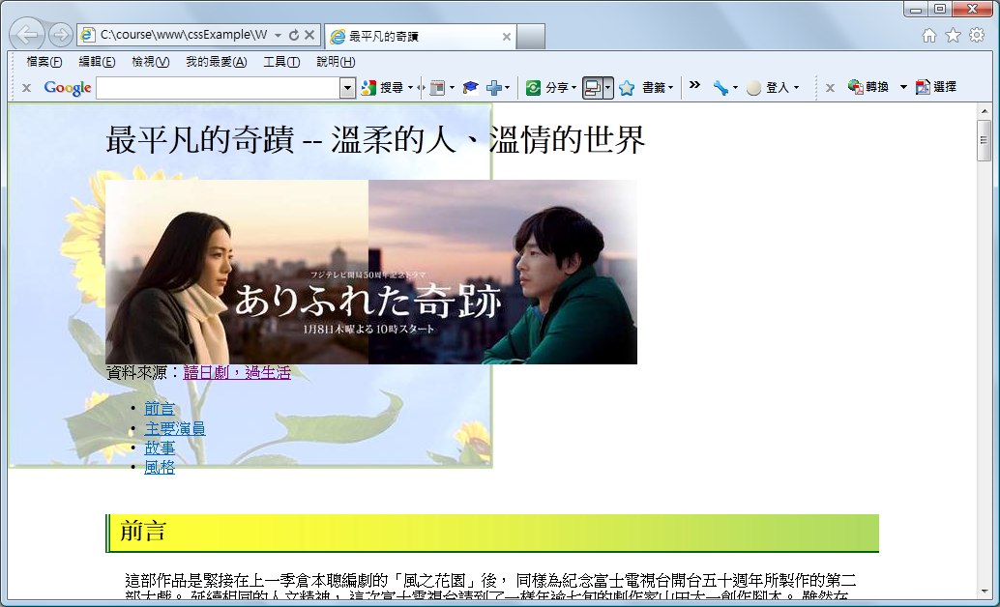 C:\course\www\cssExample\W
最平凡的奇蹟
檔案(F) 編輯(E) 檢視(V) 我的最愛(A) 工具(T) 說明(H)
x Google 搜尋 分享 書籤 » 登入 x 轉換 選擇
最平凡的奇蹟 -- 溫柔的人、溫情的世界
フジテレビ開局50周年記念ドラマ
ありふれた奇跡
1月8日木曜よる10時スタート
資料來源：讀日劇，過生活
前言
主要演員
故事
風格
前言
這部作品是緊接在上一季倉本聰編劇的「風之花園」後， 同樣為紀念富士電視台開台五十週年所製作的第二
部大戲。 延續相同的人文精神， 這次富士電視台請到了一樣年逾七旬的劇作家山田太一創作腳本。 雖然在